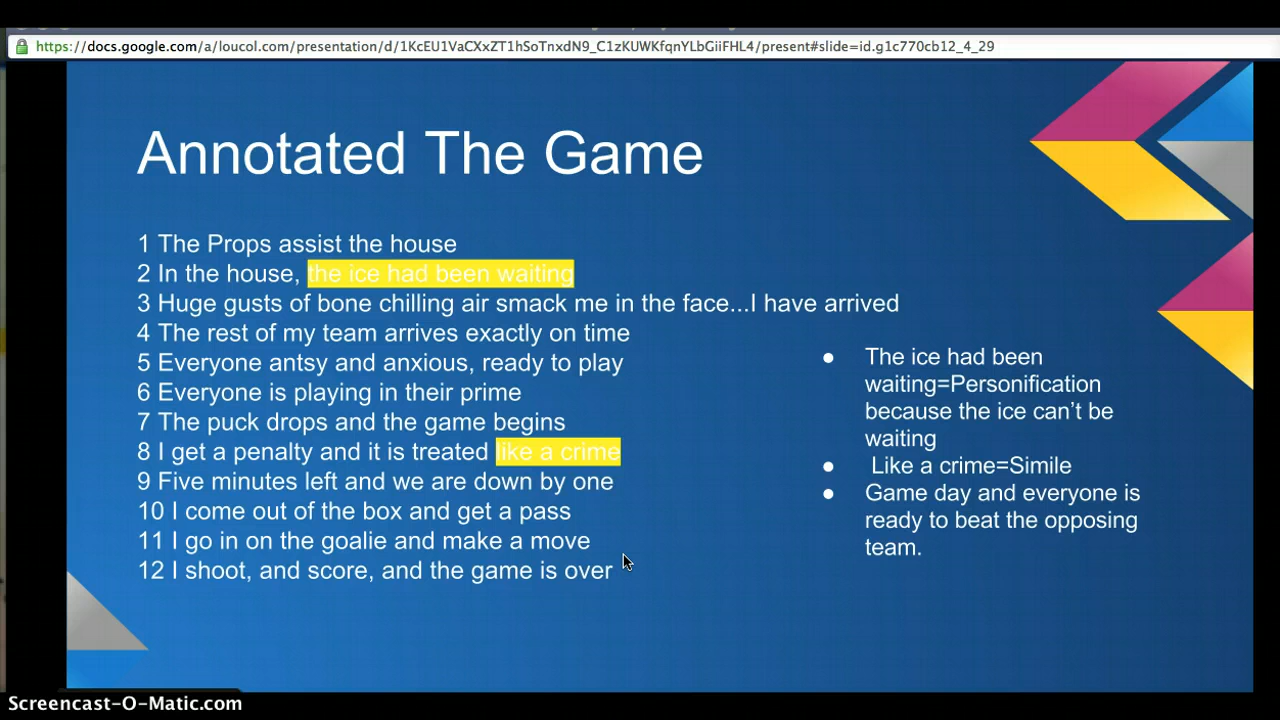 https://docs.google.com/a/loucol.com/presentation/d/1KcEU1VaCXxZT1hSoTnxdN9_C1zKUWKfqnYLbGiiFHL4/present#slide=id.g1c770cb12_4_29
Annotated The Game
1 The Props assist the house
2 In the house, the ice had been waiting
3 Huge gusts of bone chilling air smack me in the face...I have arrived
4 The rest of my team arrives exactly on time
5 Everyone antsy and anxious, ready to play
6 Everyone is playing in their prime
7 The puck drops and the game begins
8 I get a penalty and it is treated like a crime
9 Five minutes left and we are down by one
10 I come out of the box and get a pass
11 I go in on the goalie and make a move
12 I shoot, and score, and the game is over
● The ice had been
waiting=Personification
because the ice can't be
waiting
● Like a crime=Simile
● Game day and everyone is
ready to beat the opposing
team.
Screencast-O-Matic.com